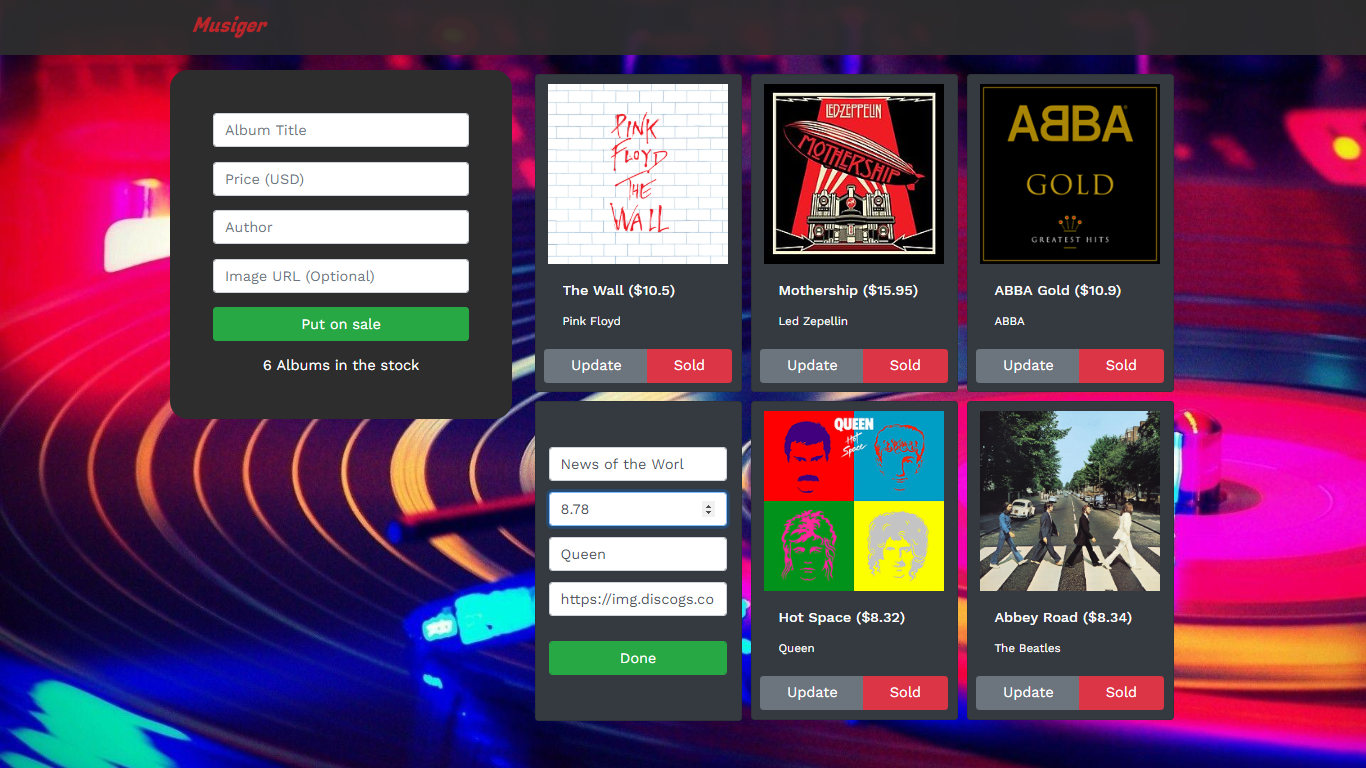 Musiger
Album Title
Price (USD)
Author
Image URL (Optional)
Put on sale
6 Albums in the stock
PINK
FLOYD
THE
WALL
The Wall ($10.5)
Pink Floyd
Update Sold
LED ZEPPELIN
MOTHERSHIP
Mothership ($15.95)
Led Zepellin
Update Sold
ABBA
GOLD
GREATEST HITS
ABBA Gold ($10.9)
ABBA
Update Sold
News of the Worl
8.78
Queen
https://img.discogs.co
Done
QUEEN
Hot
Space
Hot Space ($8.32)
Queen
Update Sold
Abbey Road ($8.34)
The Beatles
Update Sold